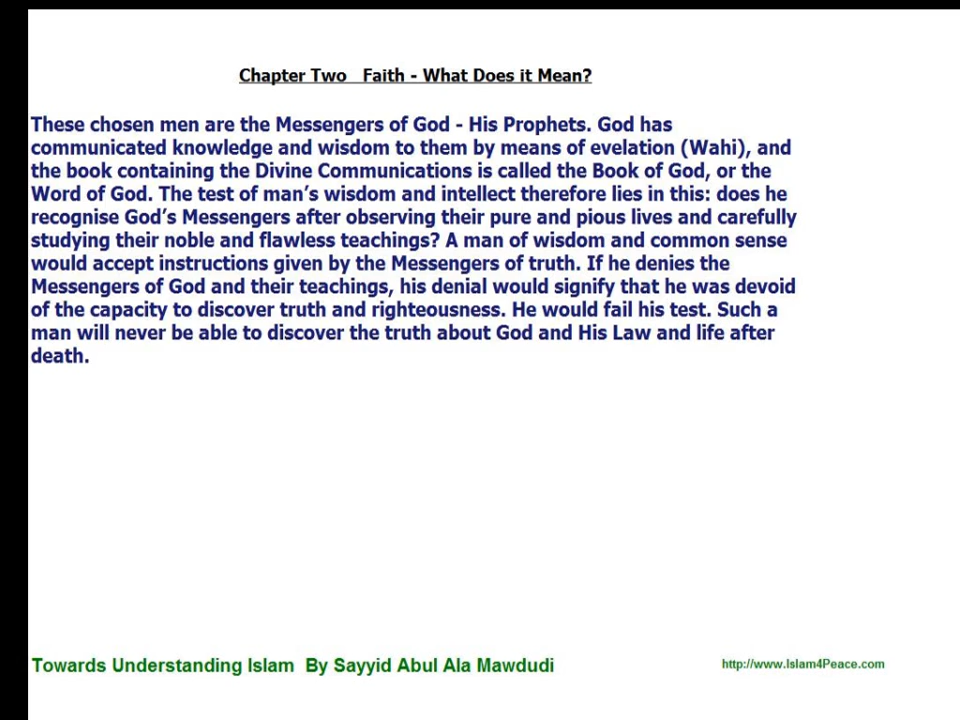 Chapter Two   Faith - What Does it Mean?
These chosen men are the Messengers of God - His Prophets. God has
communicated knowledge and wisdom to them by means of evelation (Wahi), and
the book containing the Divine Communications is called the Book of God, or the
Word of God. The test of man’s wisdom and intellect therefore lies in this: does he
recognise God’s Messengers after observing their pure and pious lives and carefully
studying their noble and flawless teachings? A man of wisdom and common sense
would accept instructions given by the Messengers of truth. If he denies the
Messengers of God and their teachings, his denial would signify that he was devoid
of the capacity to discover truth and righteousness. He would fail his test. Such a
man will never be able to discover the truth about God and His Law and life after
death.
Towards Understanding Islam  By Sayyid Abul Ala Mawdudi
http://www.Islam4Peace.com